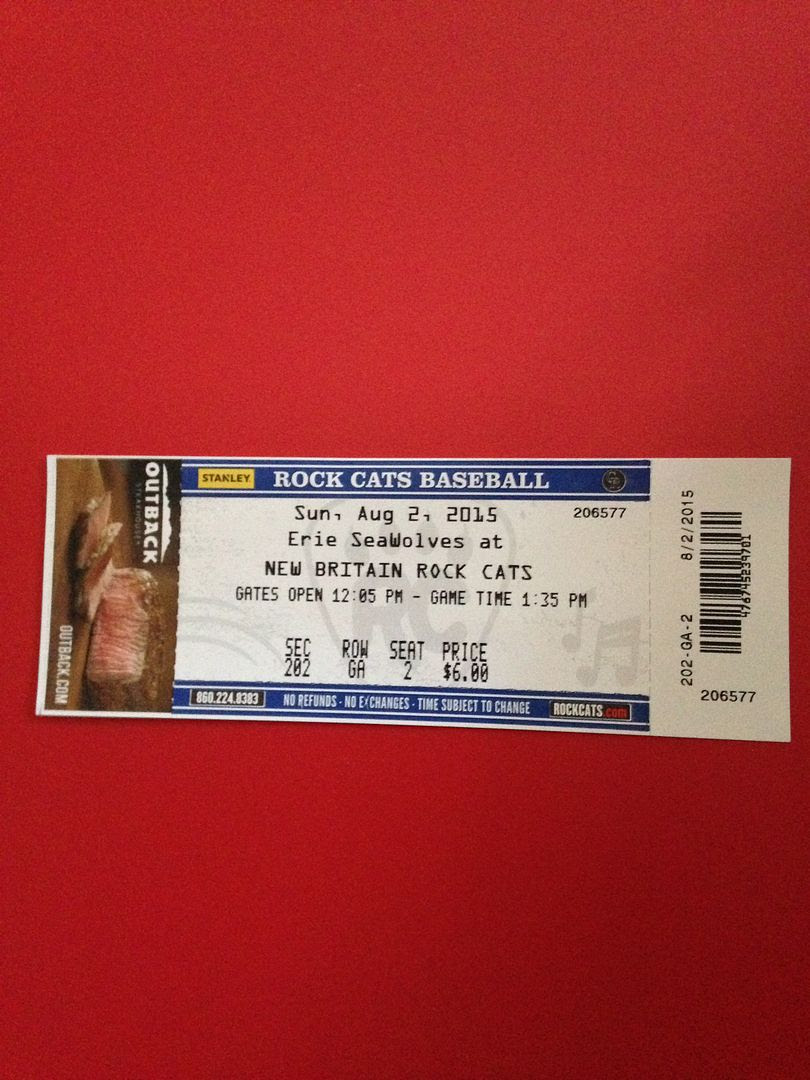 OUTBACK
STEAKHOUSE
OUTBACK.COM
STANLEY
ROCK CATS BASEBALL
Sun, Aug 2, 2015
206577
Erie SeaWolves at
NEW BRITAIN ROCK CATS
GATES OPEN 12:05 PM - GAME TIME 1:35 PM
SEC ROW SEAT PRICE
202 GA 2 $6.00
860.224.8383
NO REFUNDS - NO EXCHANGES - TIME SUBJECT TO CHANGE
ROCKCATS.com
202-GA-2 8/2/2015
476745239701
206577